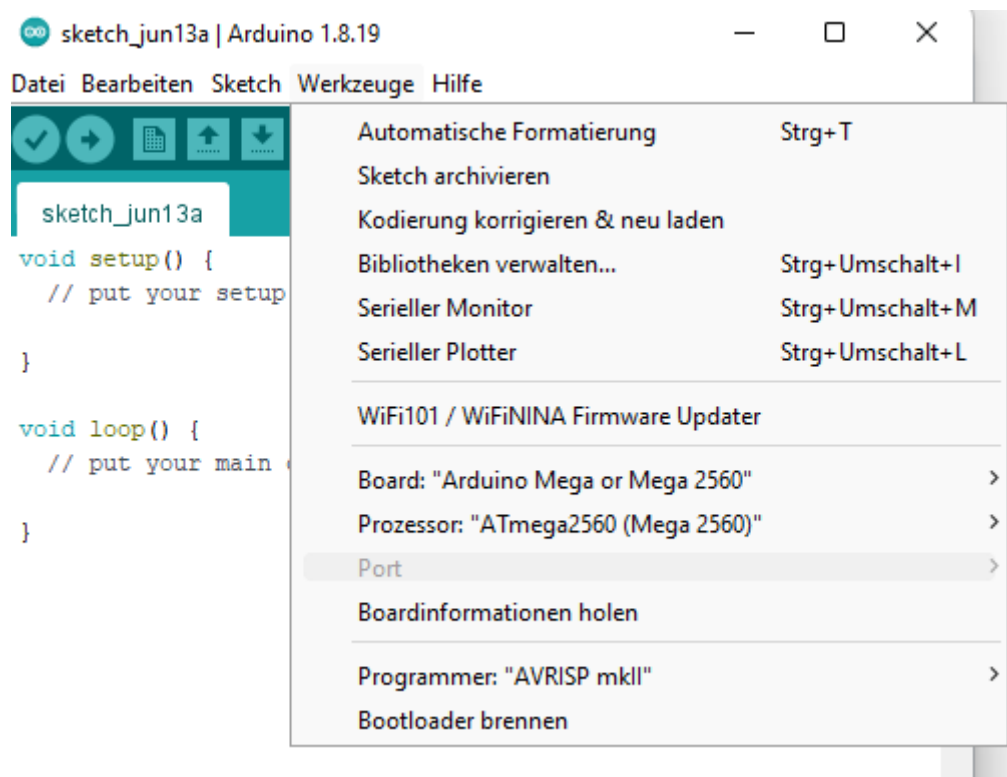 sketch_jun13a | Arduino 1.8.19
Datei Bearbeiten Sketch Werkzeuge Hilfe
Automatische Formatierung Strg+T
Sketch archivieren
Kodierung korrigieren & neu laden
Bibliotheken verwalten... Strg+Umschalt+I
Serieller Monitor Strg+Umschalt+M
Serieller Plotter Strg+Umschalt+L
WiFi101 / WiFiNINA Firmware Updater
Board: "Arduino Mega or Mega 2560"
Prozessor: "ATmega2560 (Mega 2560)"
Port
Boardinformationen holen
Programmer: "AVRISP mkII"
Bootloader brennen
sketch_jun13a
void setup() {
// put your setup
}
void loop() {
// put your main
}